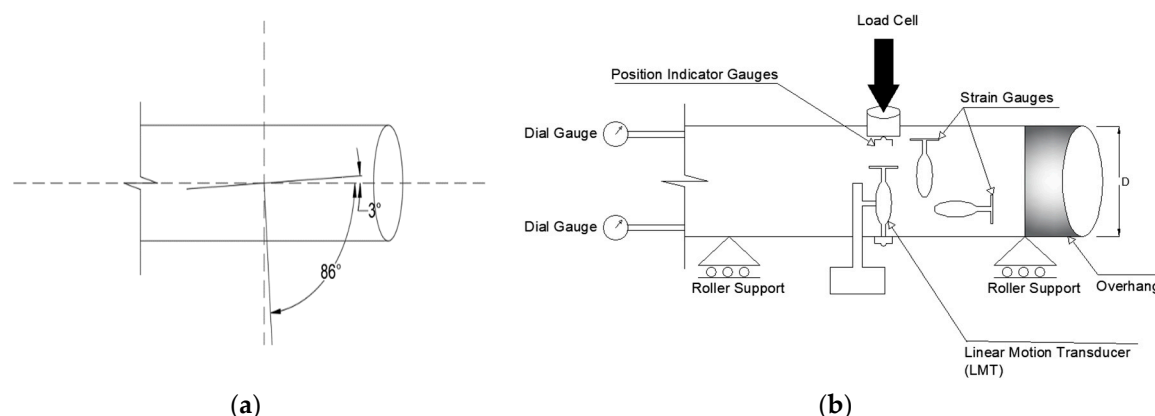 3°
86°
(a)
Load Cell
Position Indicator Gauges
Strain Gauges
Dial Gauge
D
Dial Gauge
Roller Support
Roller Support
Overhang
Linear Motion Transducer
(LMT)
(b)